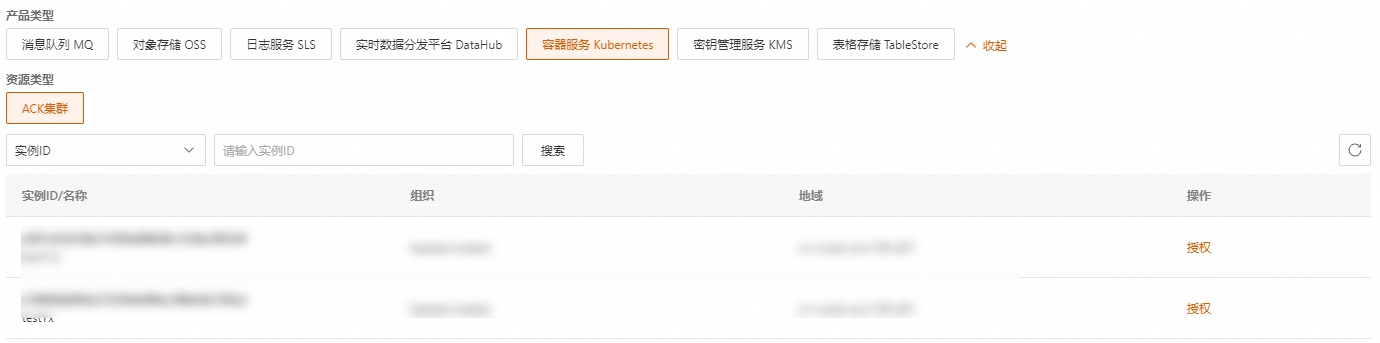 产品类型
消息队列 MQ 对象存储 OSS 日志服务 SLS 实时数据分发平台 DataHub 容器服务 Kubernetes 密钥管理服务 KMS 表格存储 TableStore 收起
资源类型
ACK集群
实例ID 请输入实例ID 搜索
实例ID/名称 组织 地域 操作
授权
授权